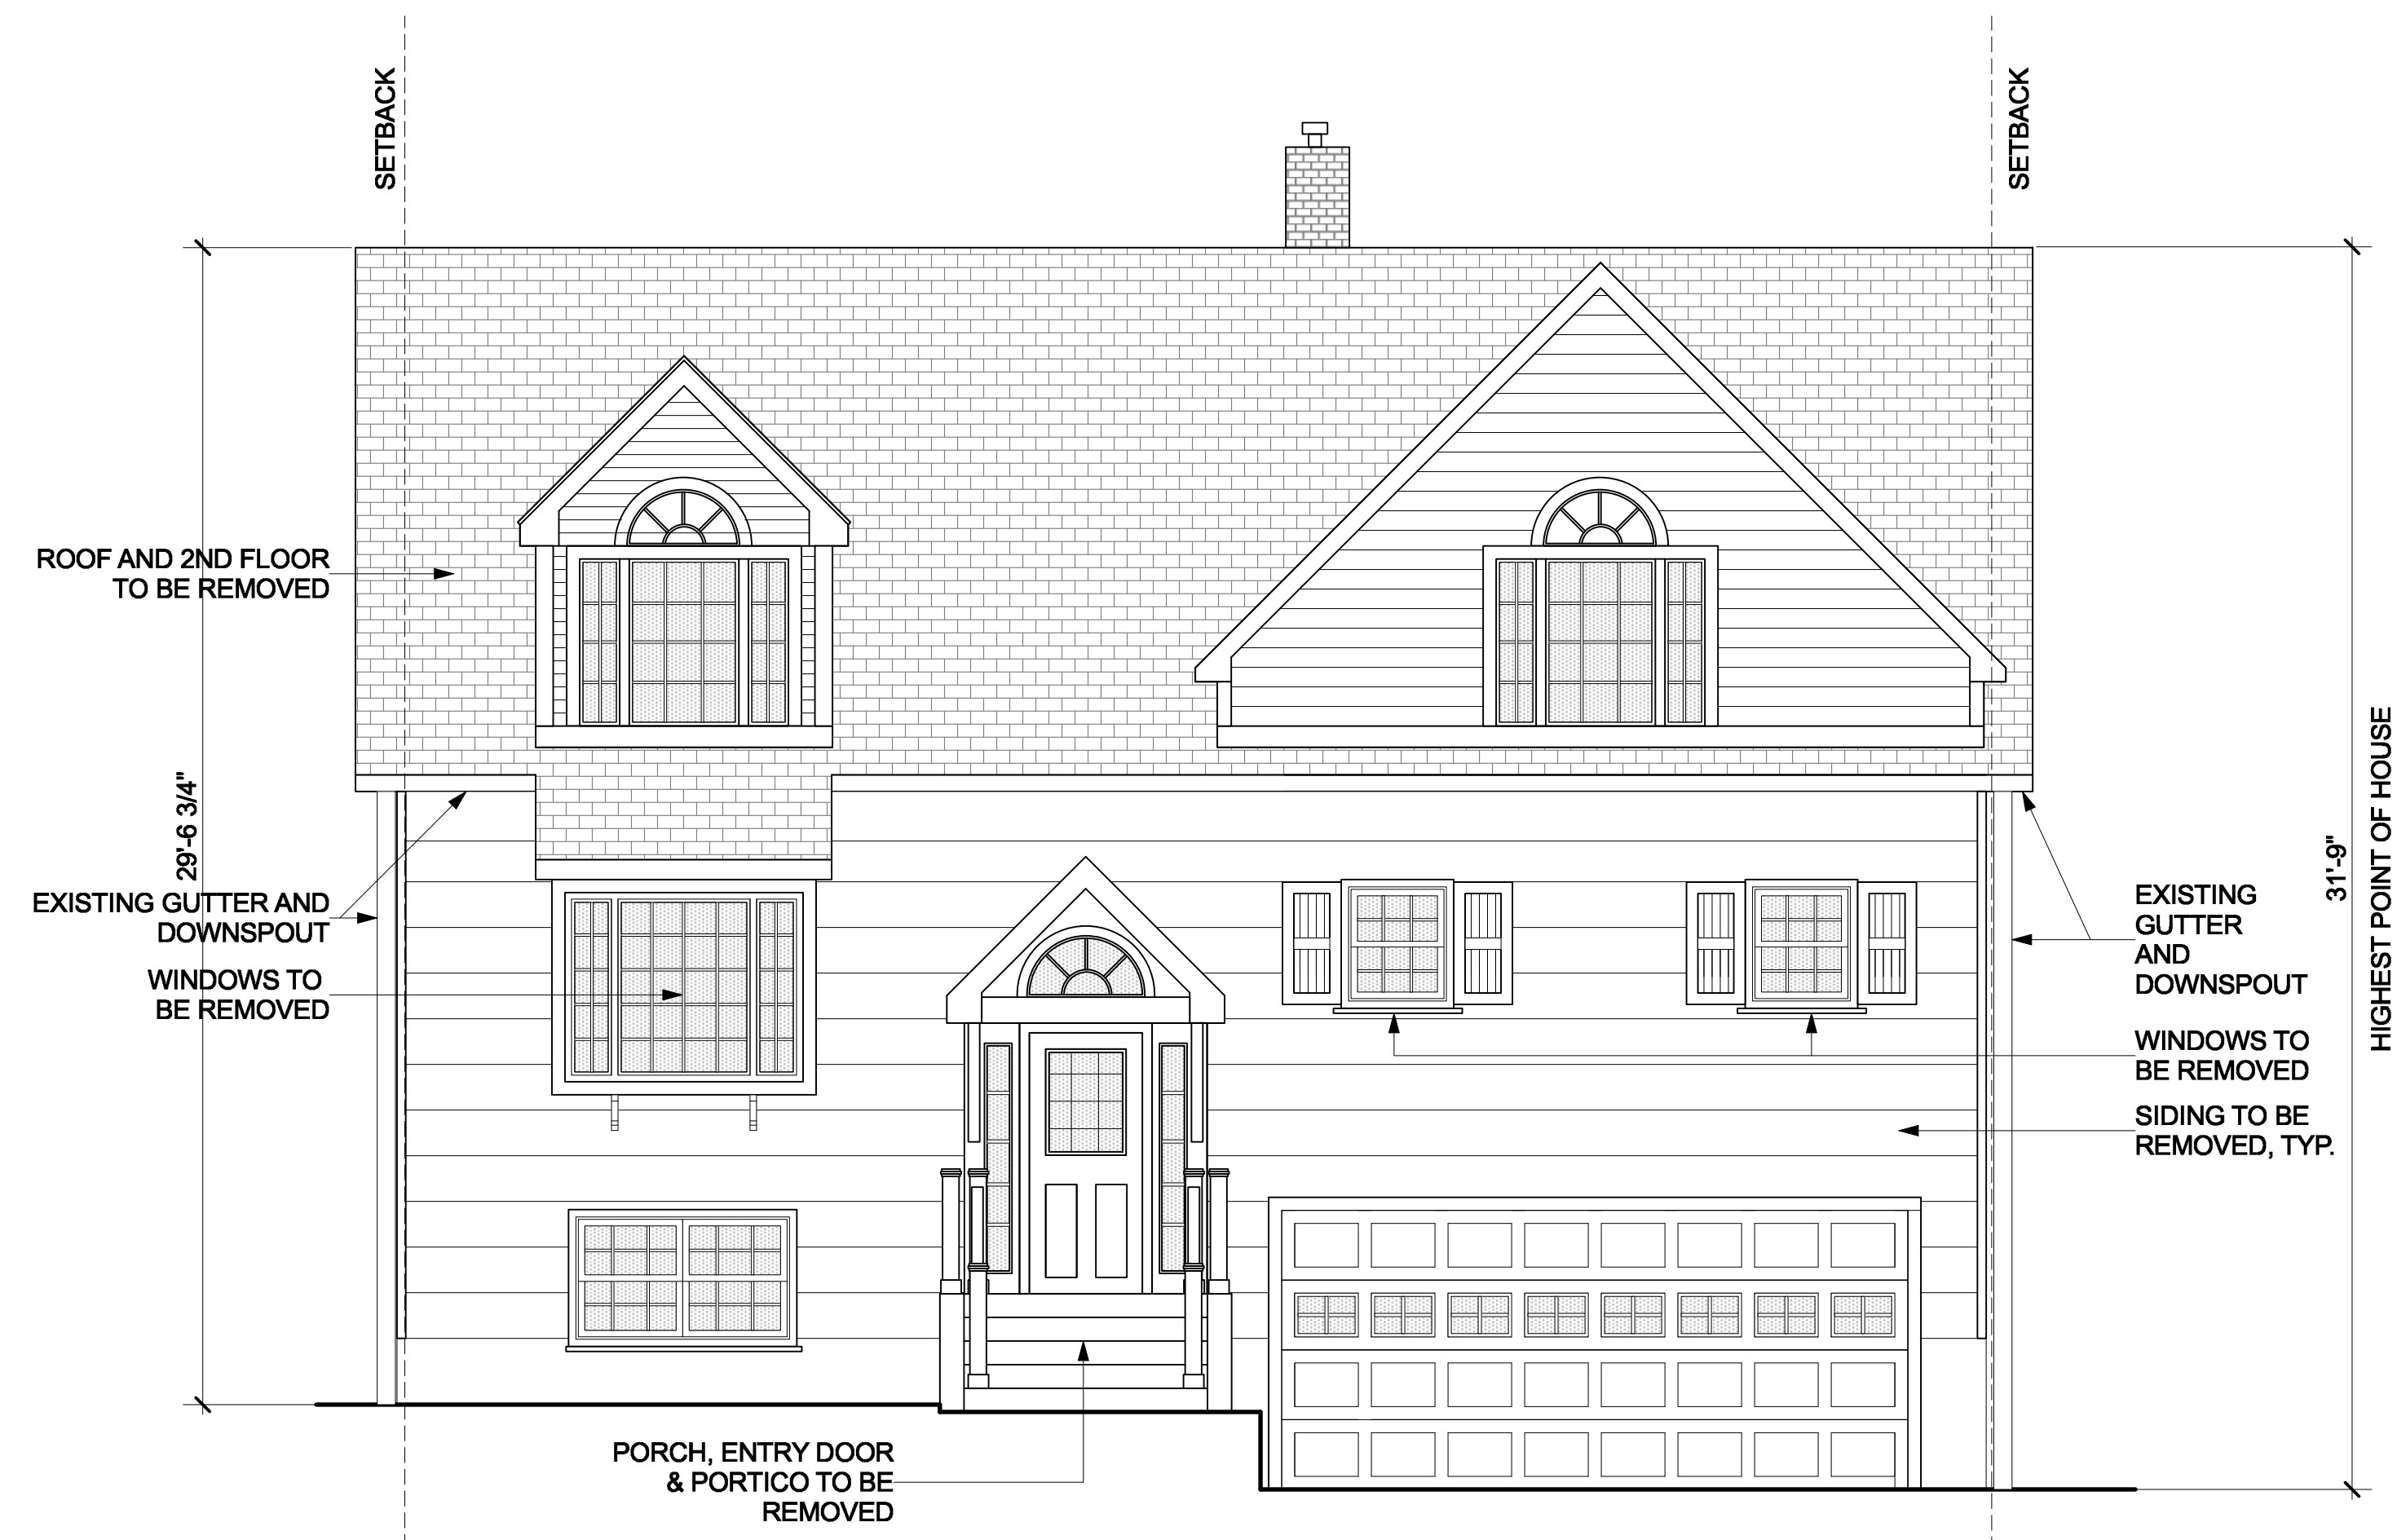 SETBACK
SETBACK
ROOF AND 2ND FLOOR
TO BE REMOVED
29'-6 3/4"
EXISTING GUTTER AND
DOWNSPOUT
WINDOWS TO
BE REMOVED
PORCH, ENTRY DOOR
& PORTICO TO BE
REMOVED
EXISTING
GUTTER
AND
DOWNSPOUT
WINDOWS TO
BE REMOVED
SIDING TO BE
REMOVED, TYP.
31'-9"
HIGHEST POINT OF HOUSE